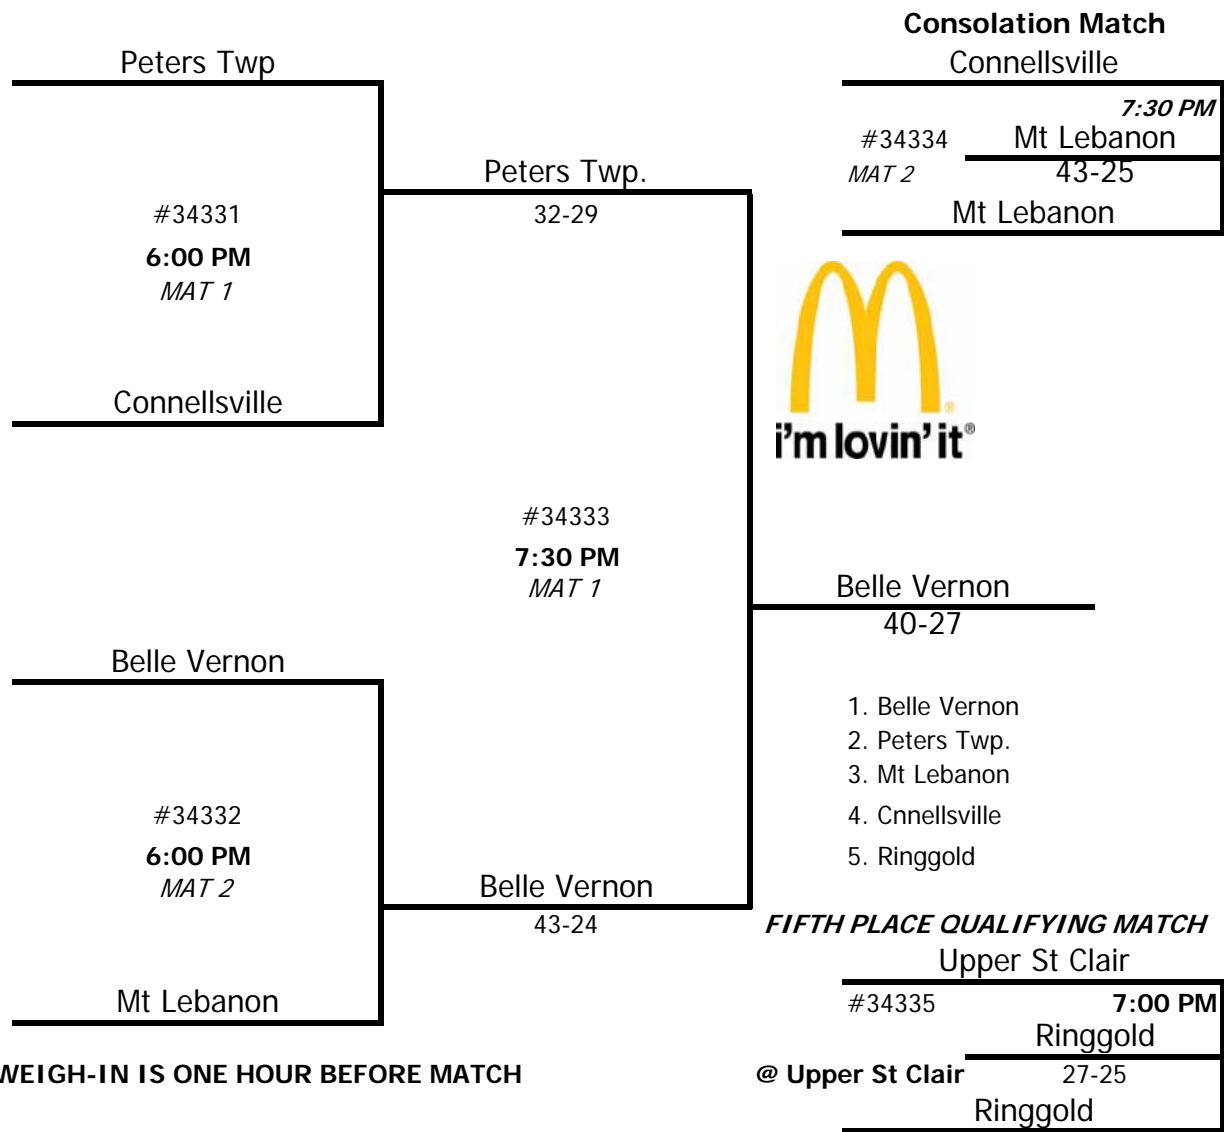 Consolation Match
Peters Twp
Connellsville
7:30 PM
#34334
Mt Lebanon
MAT 2
43-25
Mt Lebanon
Peters Twp.
32-29
#34331
6:00 PM
MAT 1
Connellsville
i'm lovin' it®
#34333
7:30 PM
MAT 1
Belle Vernon
40-27
Belle Vernon
1. Belle Vernon
2. Peters Twp.
3. Mt Lebanon
4. Cnnellsville
5. Ringgold
#34332
6:00 PM
MAT 2
Belle Vernon
43-24
Mt Lebanon
FIFTH PLACE QUALIFYING MATCH
Upper St Clair
#34335 7:00 PM
Ringgold
@ Upper St Clair 27-25
Ringgold
WEIGH-IN IS ONE HOUR BEFORE MATCH